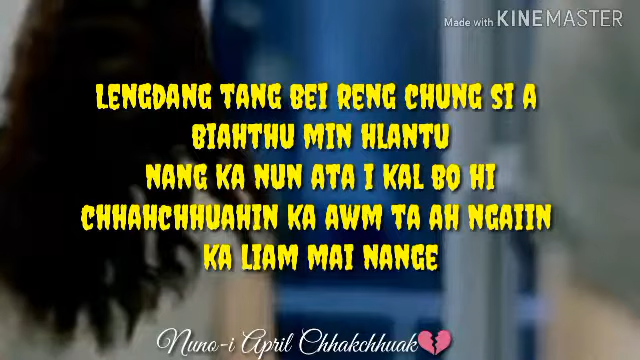 Made with KINEMASTER
LENGDANG TANG BEI RENG CHUNG SI A
BIAHTHU MIN HLANTU
NANG KA NUN ATA I KAL BO HI
CHHAHCHHUAHIN KA AWM TA AH NGAIIN
KA LIAM MAI NANGE
Nuno-i April Chhakchhuak💔